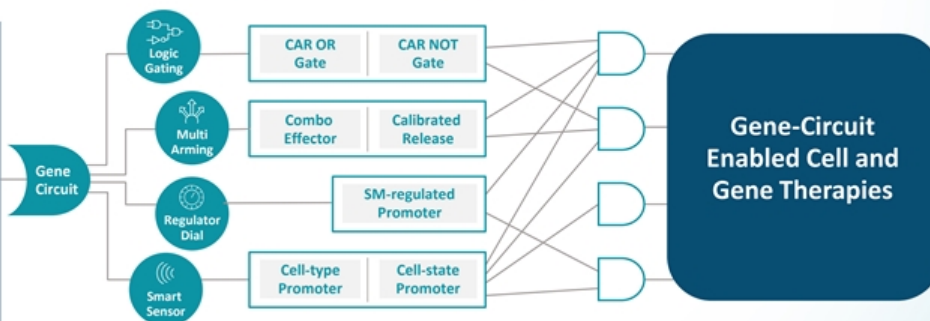 Gene
Circuit
Logic
Gating
CAR OR
Gate
CAR NOT
Gate
Multi
Arming
Combo
Effector
Calibrated
Release
Regulator
Dial
SM-regulated
Promoter
Smart
Sensor
Cell-type
Promoter
Cell-state
Promoter
Gene-Circuit
Enabled Cell and
Gene Therapies